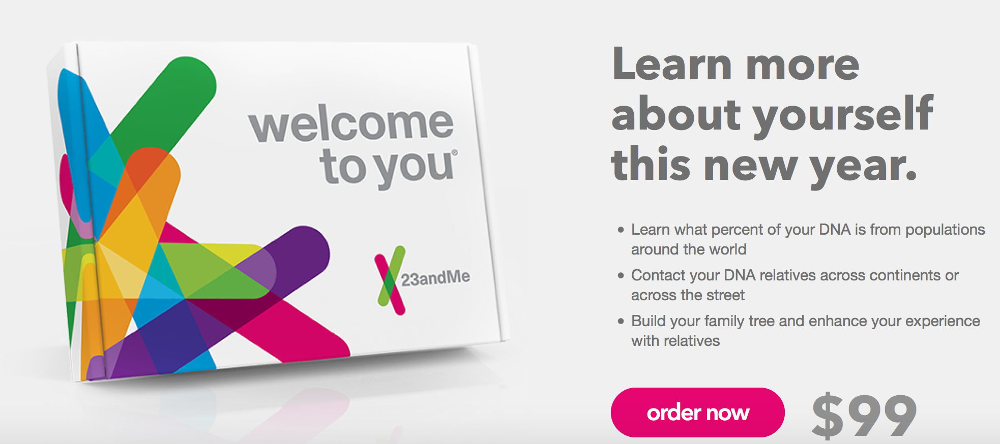 welcome
to you®
23andMe
Learn more
about yourself
this new year.
• Learn what percent of your DNA is from populations
around the world
• Contact your DNA relatives across continents or
across the street
• Build your family tree and enhance your experience
with relatives
order now
$99